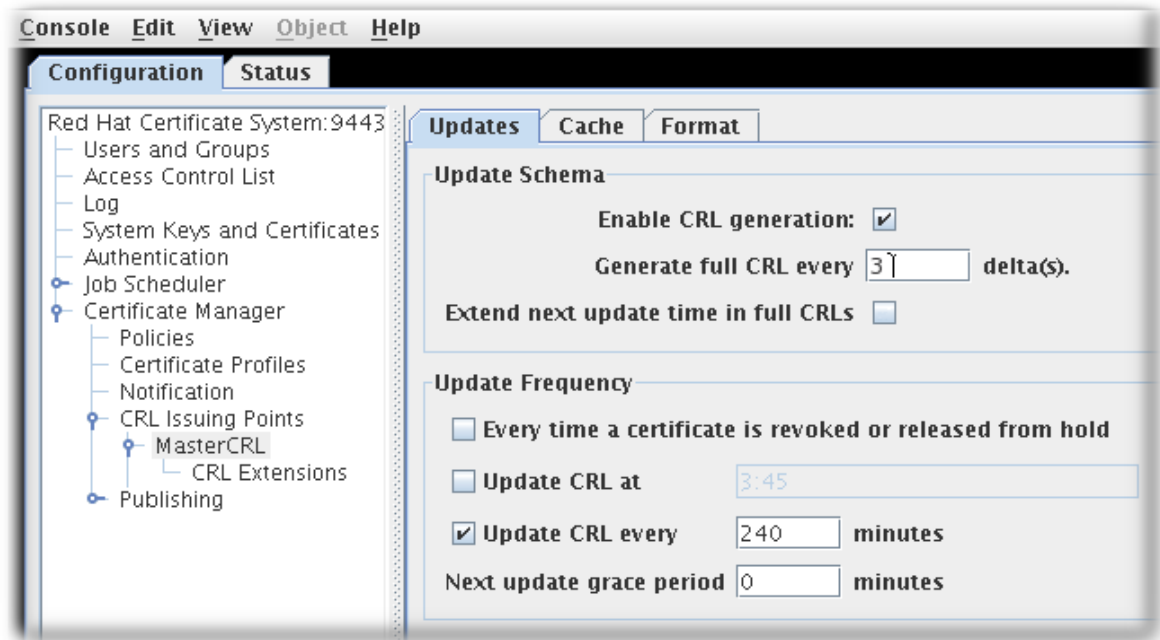 Console Edit View Object Help
Configuration Status
Red Hat Certificate System:9443
Users and Groups
Access Control List
Log
System Keys and Certificates
Authentication
Job Scheduler
Certificate Manager
Policies
Certificate Profiles
Notification
CRL Issuing Points
MasterCRL
CRL Extensions
Publishing
Updates Cache Format
Update Schema
Enable CRL generation:
Generate full CRL every 3 delta(s).
Extend next update time in full CRLs
Update Frequency
Every time a certificate is revoked or released from hold
Update CRL at 3:45
Update CRL every 240 minutes
Next update grace period 0 minutes